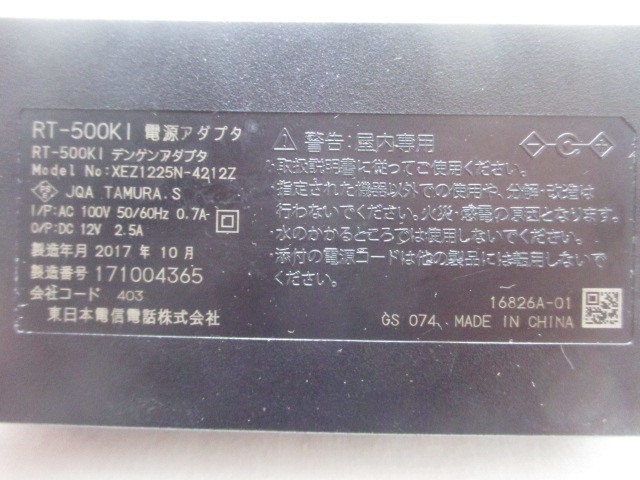 RT-500KI 電源アダプタ
RT-500KI デンゲンアダプタ
Model No:XEZ1225N-4212Z
JQA TAMURA.S
I/P:AC 100V 50/60Hz 0.7A
O/P:DC 12V 2.5A
製造年月 2017 年 10 月
製造番号 171004365
会社コード 403
東日本電信電話株式会社
警告:屋内専用
・取扱説明書に従ってご使用ください。
・指定された機器以外での使用や、分解・改造は
行わないでください。火災・感電の原因となります。
・水のかかるところでは使用しないでください。
・添付の電源コードは他の製品には転用しないで
ください。
16826A-01
GS 074, MADE IN CHINA